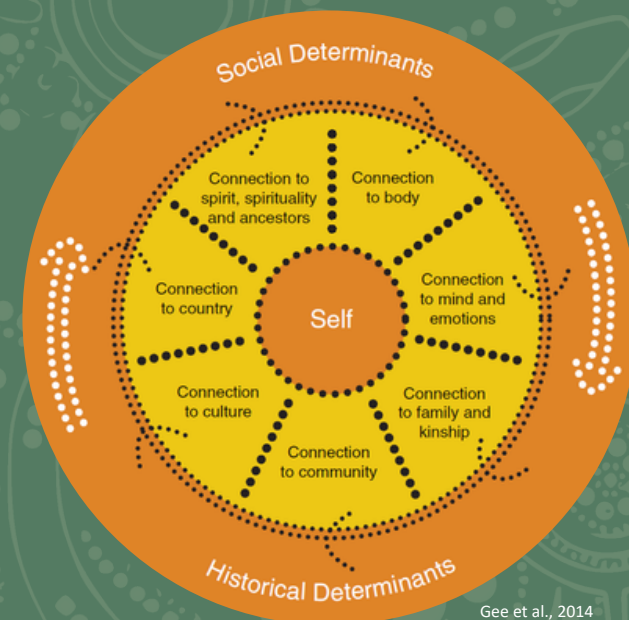 Social Determinants
Connection to
spirit, spirituality
and ancestors
Connection
to body
Connection
to mind and
emotions
Connection
to family and
kinship
Connection
to community
Connection
to culture
Connection
to country
Self
Historical Determinants
Gee et al., 2014